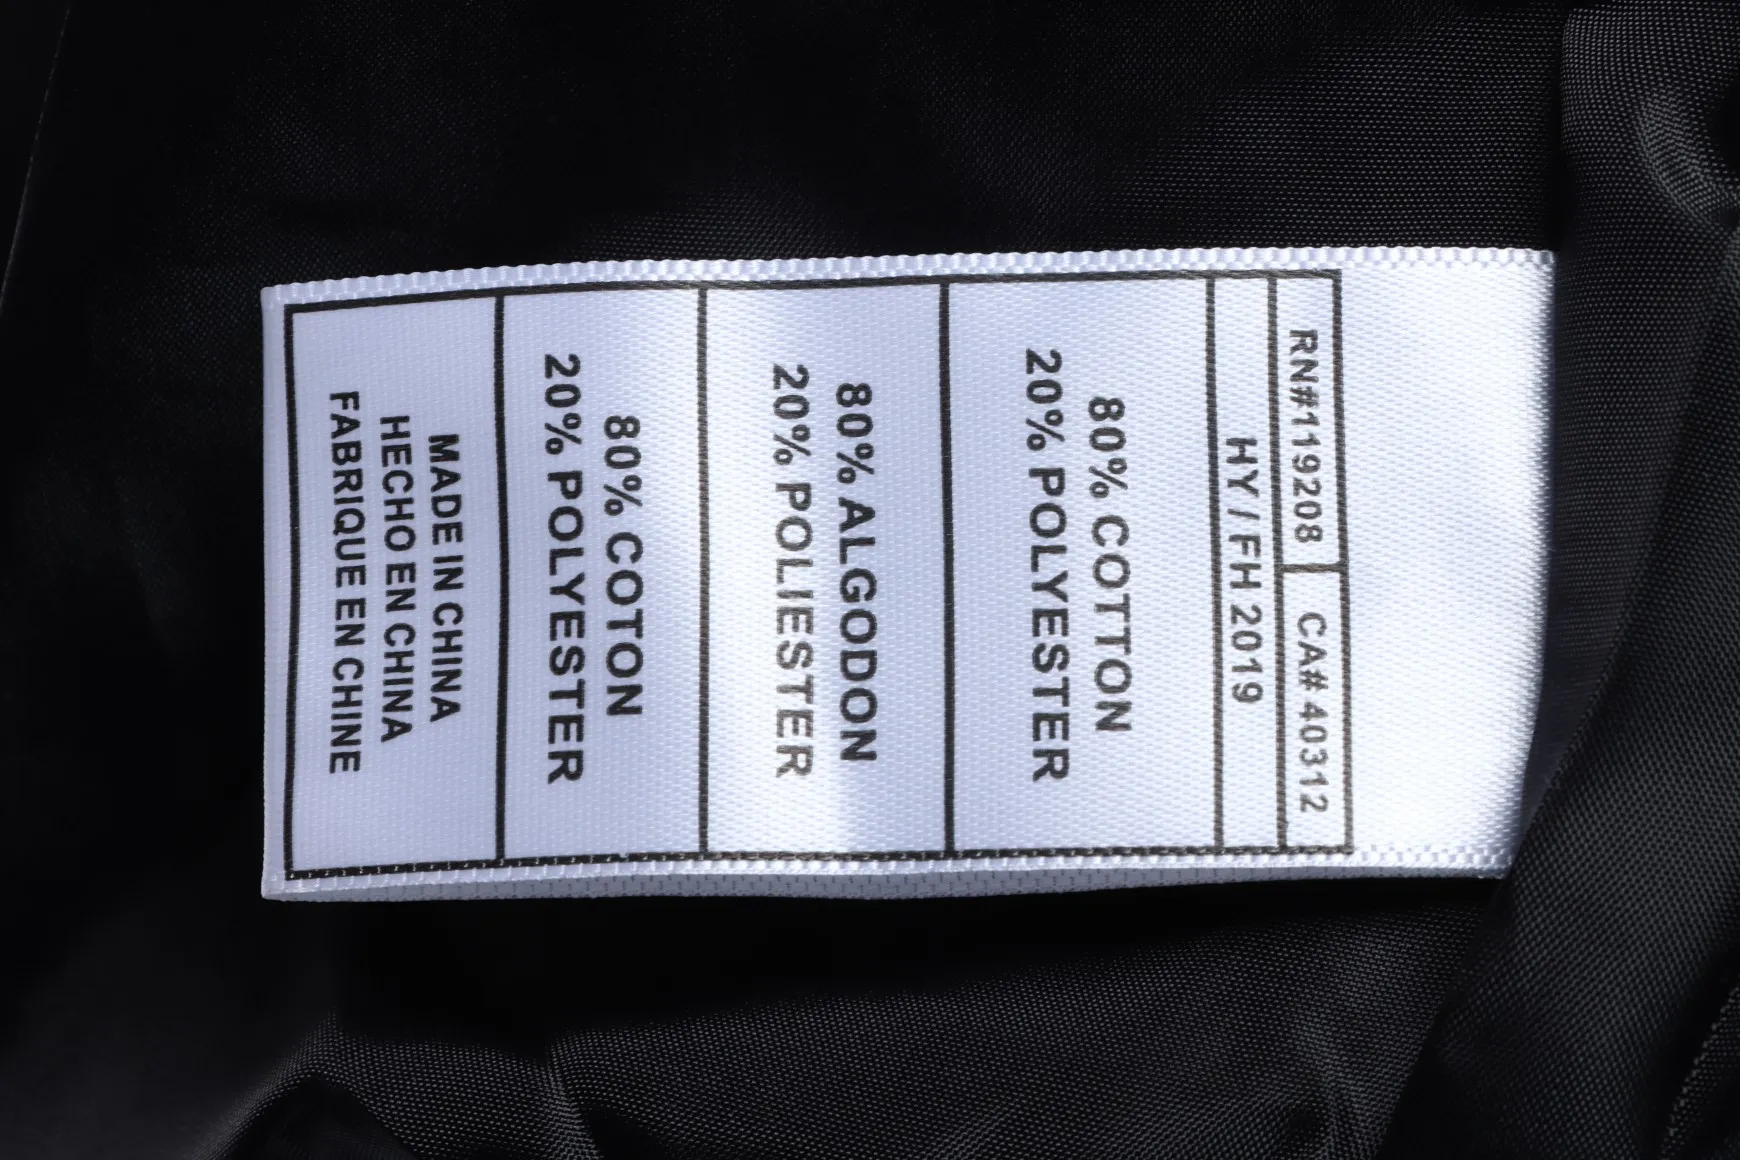 RN#119208 CA# 40312
HY / FH 2019
80% COTTON
20% POLYESTER
80% ALGODON
20% POLIESTER
80% COTON
20% POLYESTER
MADE IN CHINA
HECHO EN CHINA
FABRIQUE EN CHINE